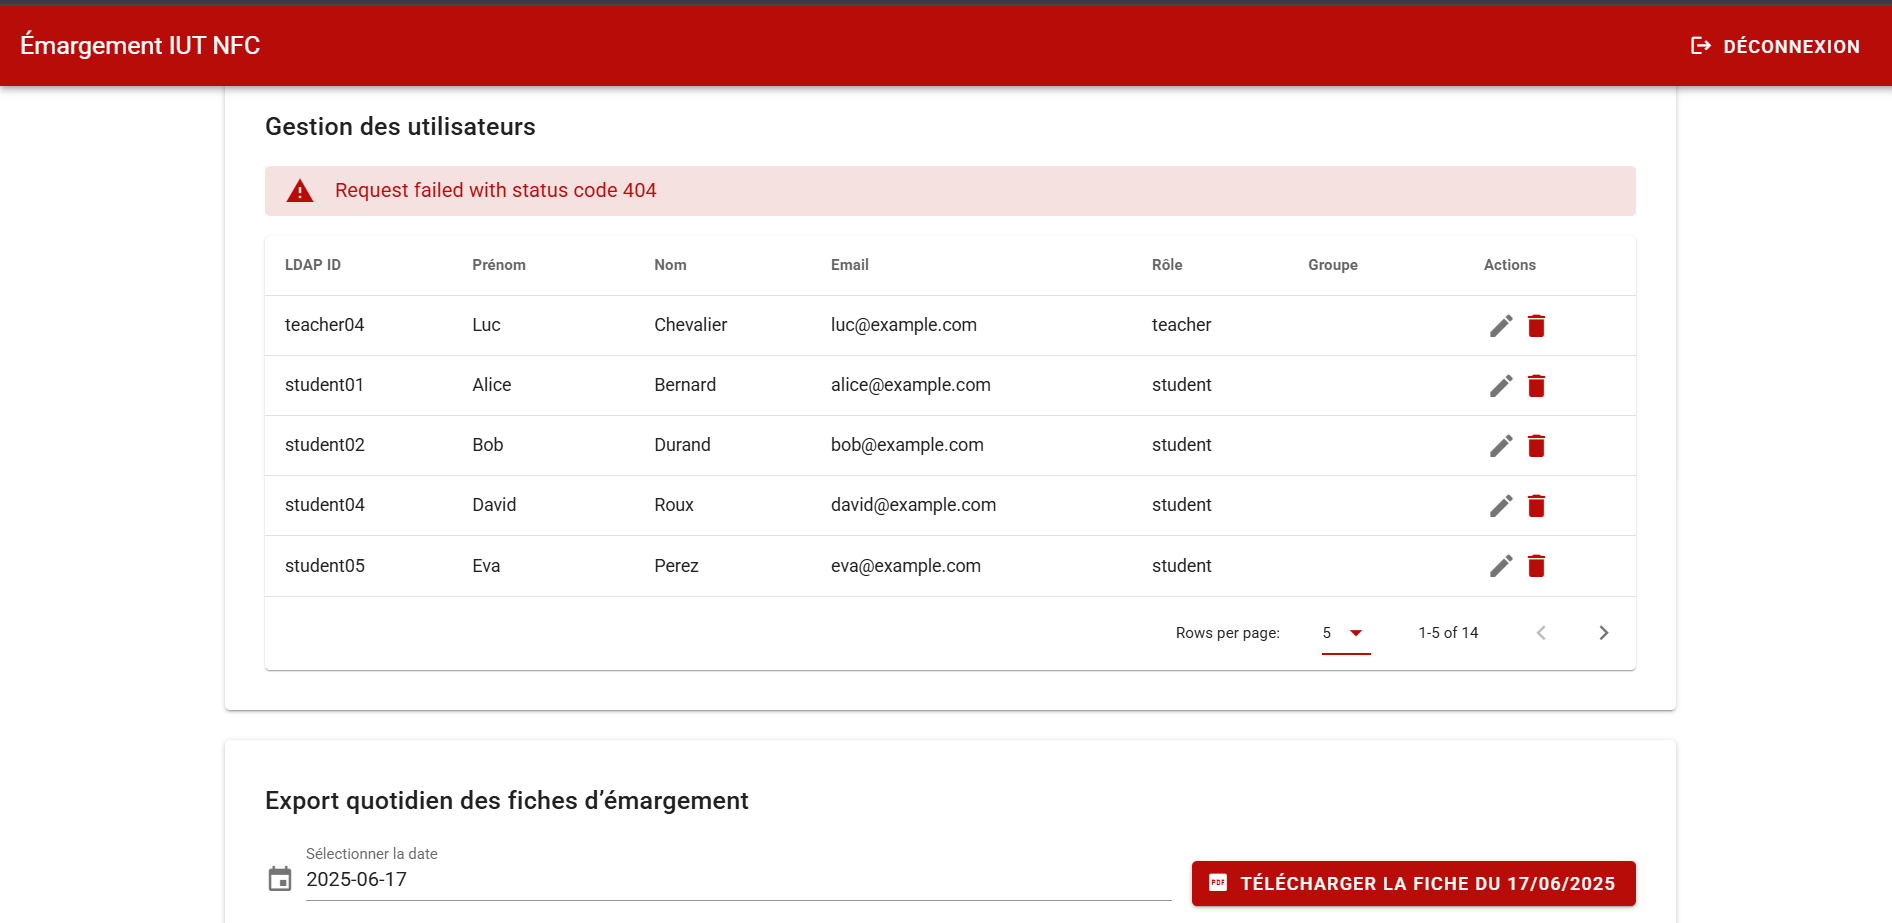 Émargement IUT NFC
DÉCONNEXION
Gestion des utilisateurs
Request failed with status code 404
LDAP ID Prénom Nom Email Rôle Groupe Actions
teacher04 Luc Chevalier luc@example.com teacher
student01 Alice Bernard alice@example.com student
student02 Bob Durand bob@example.com student
student04 David Roux david@example.com student
student05 Eva Perez eva@example.com student
Rows per page: 5 1-5 of 14
Export quotidien des fiches d’émargement
Sélectionner la date
2025-06-17
PDF TÉLÉCHARGER LA FICHE DU 17/06/2025